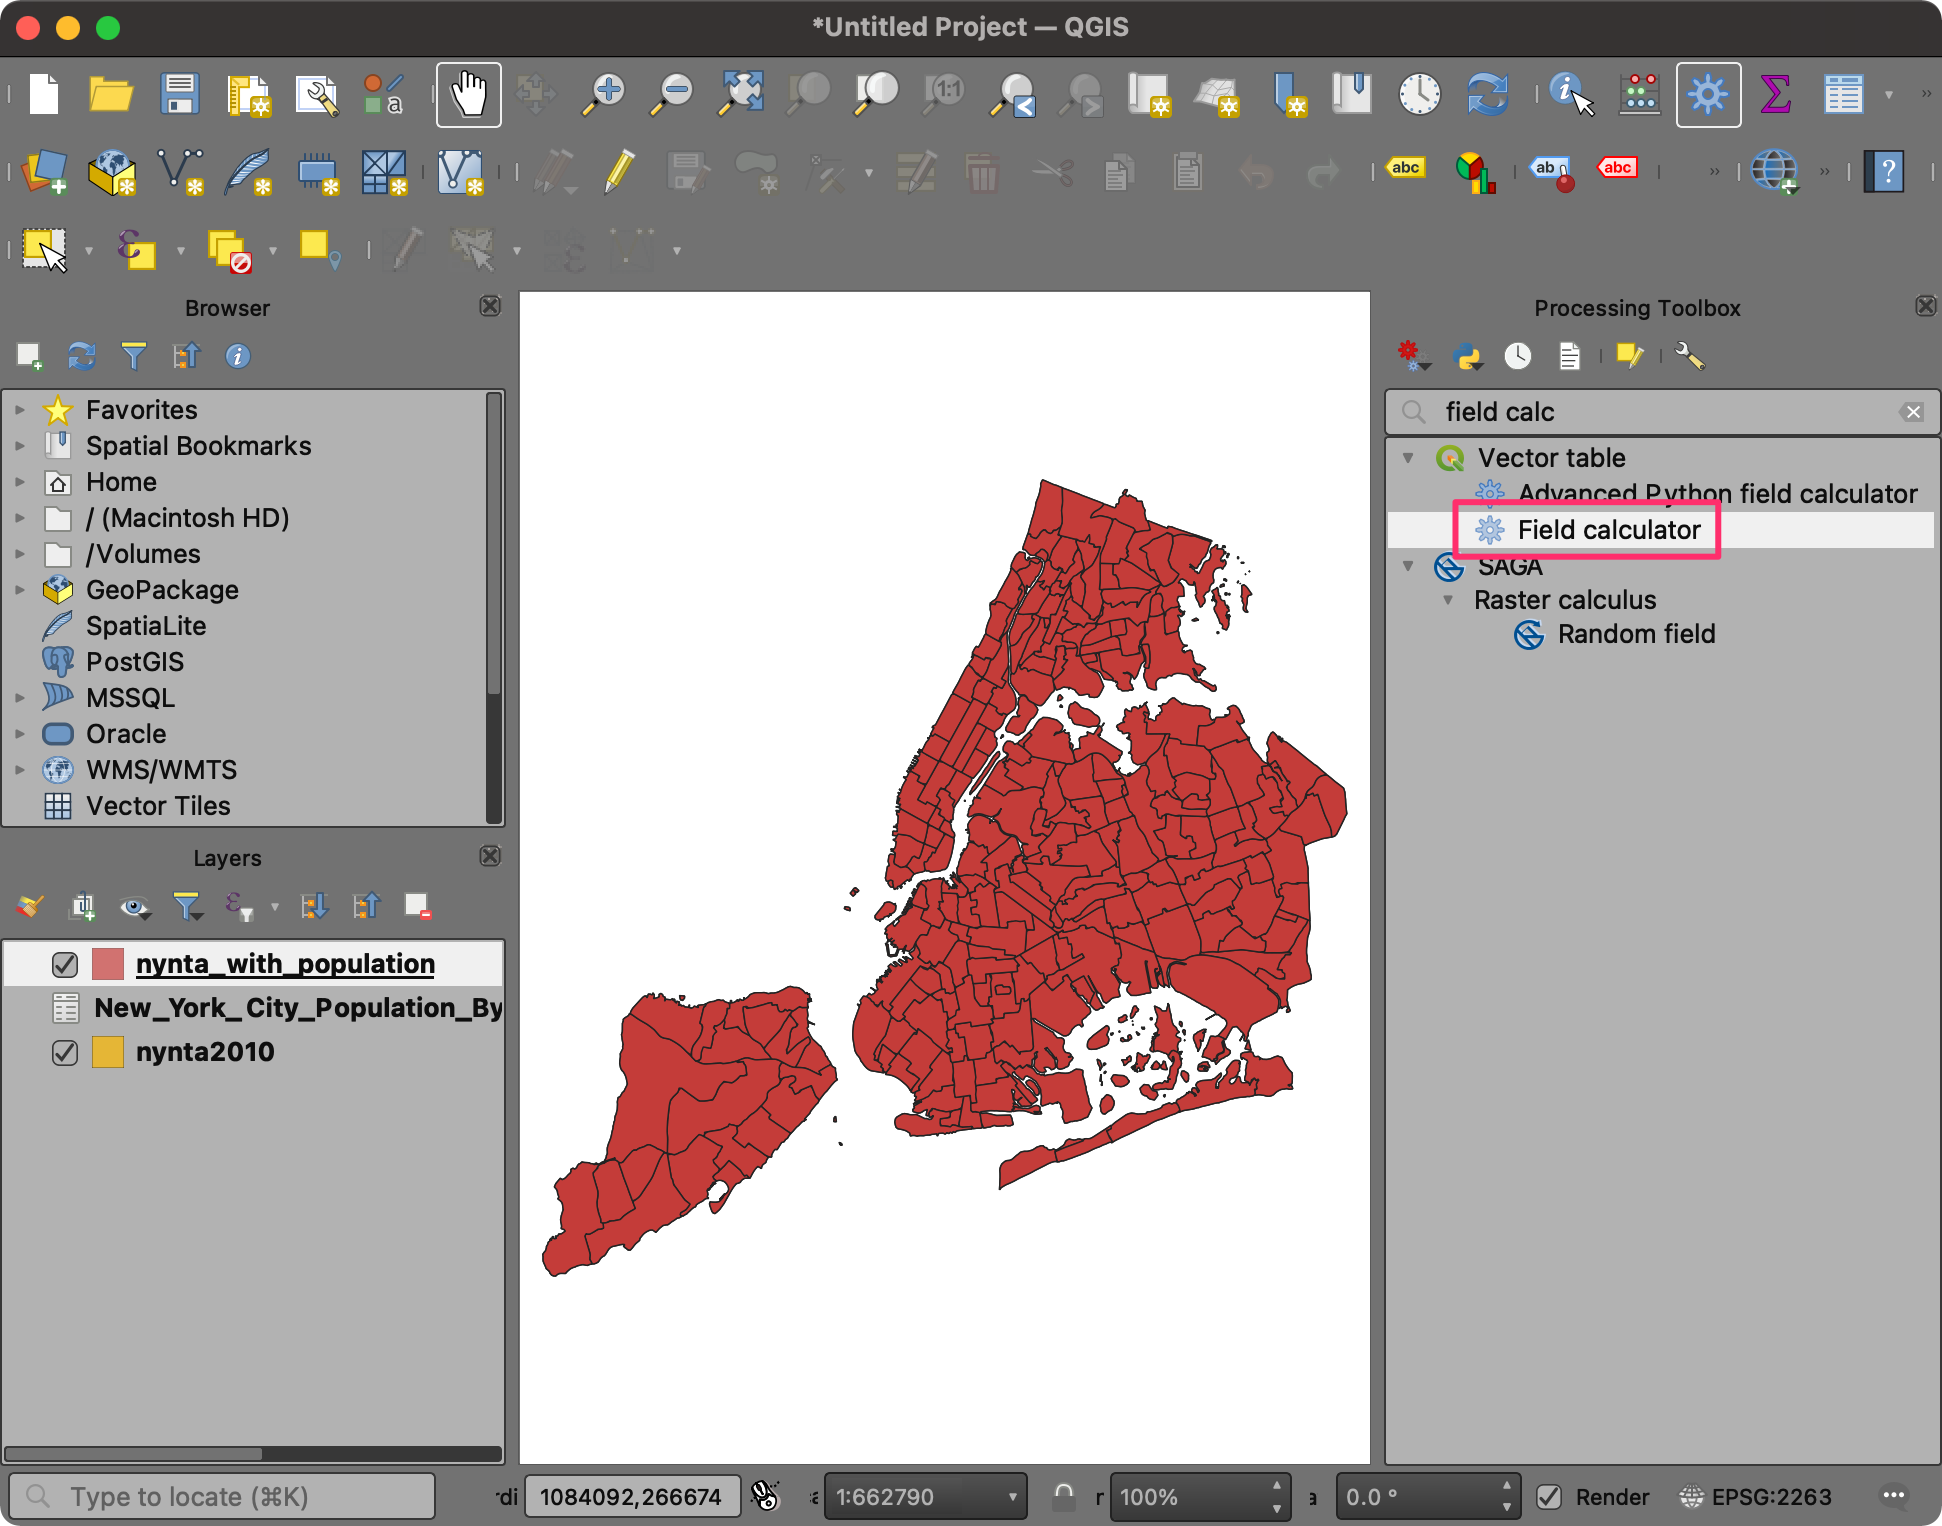 *Untitled Project — QGIS
a
1:1
abc
ab
abc
?
Browser
Favorites
Spatial Bookmarks
Home
/ (Macintosh HD)
/Volumes
GeoPackage
SpatiaLite
PostGIS
MSSQL
Oracle
WMS/WMTS
Vector Tiles
Layers
nynta_with_population
New_York_City_Population_By
nynta2010
Processing Toolbox
field calc
Vector table
Advanced Python field calculator
Field calculator
SAGA
Raster calculus
Random field
Type to locate (⌘K)
rdi 1084092,266674 1:662790 r 100% a 0.0 ° Render EPSG:2263